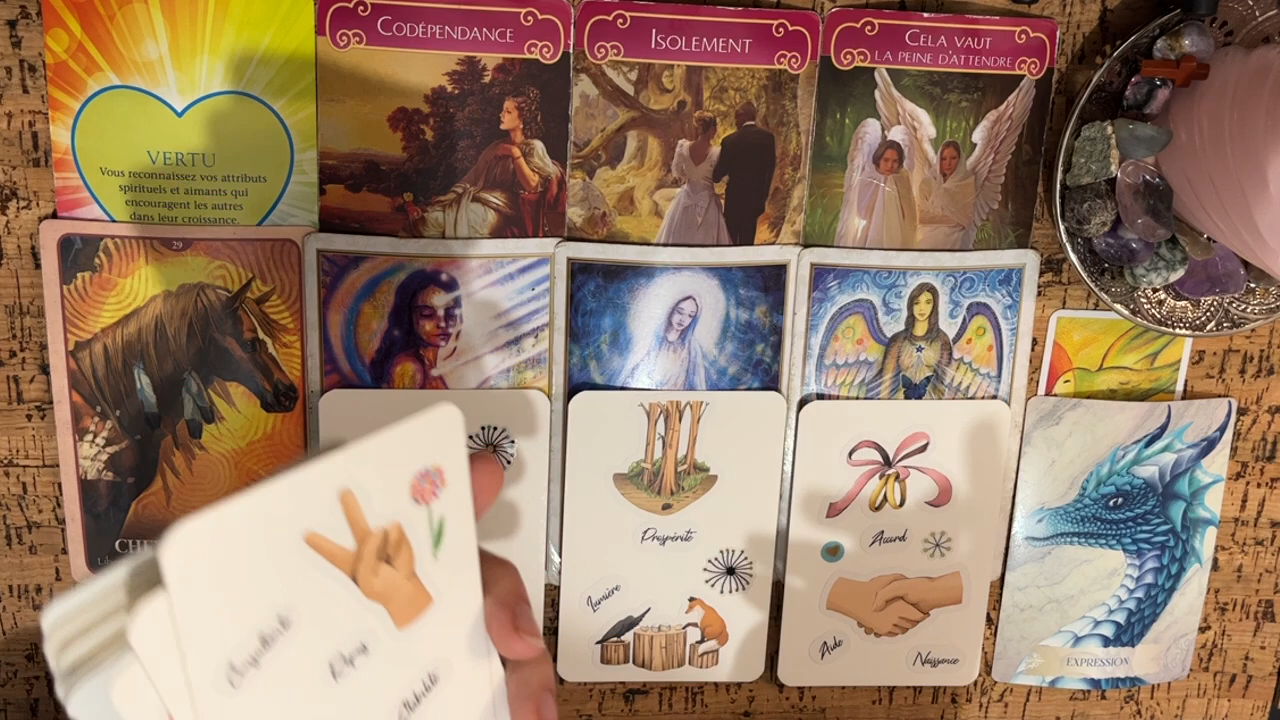 CODÉPENDANCE
ISOLEMENT
CELA VAUT
LA PEINE D'ATTENDRE
VERTU
Vous reconnaissez vos attributs
spirituels et aimants qui
encouragent les autres
dans leur croissance.
29
Prospérité
Lumière
Accord
Aide
Naissance
EXPRESSION
Repos